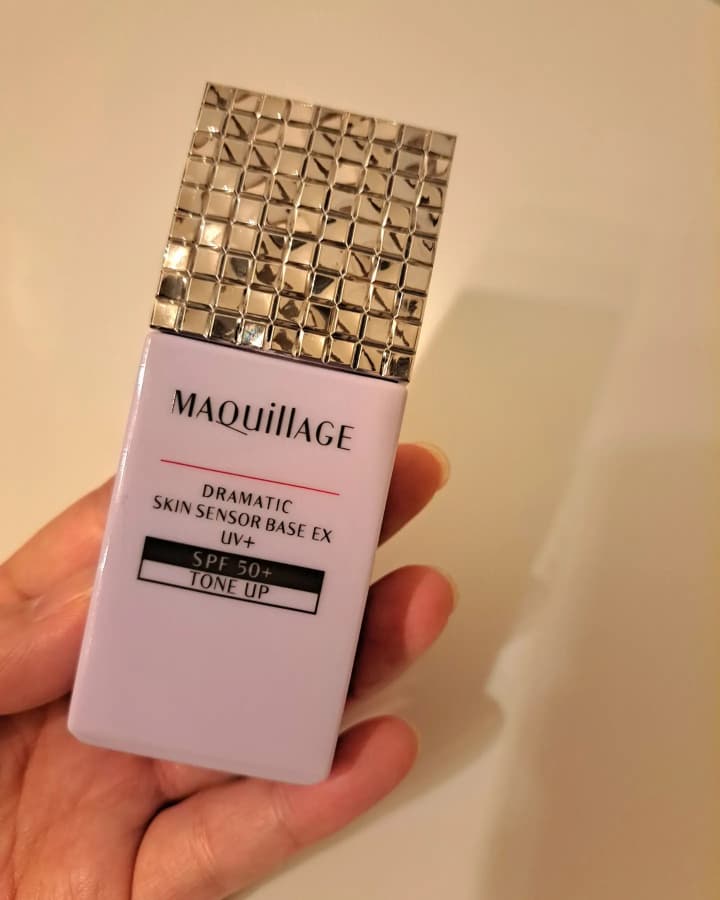 MAQuillAGE
DRAMATIC
SKIN SENSOR BASE EX
UV+
SPF 50+
TONE UP